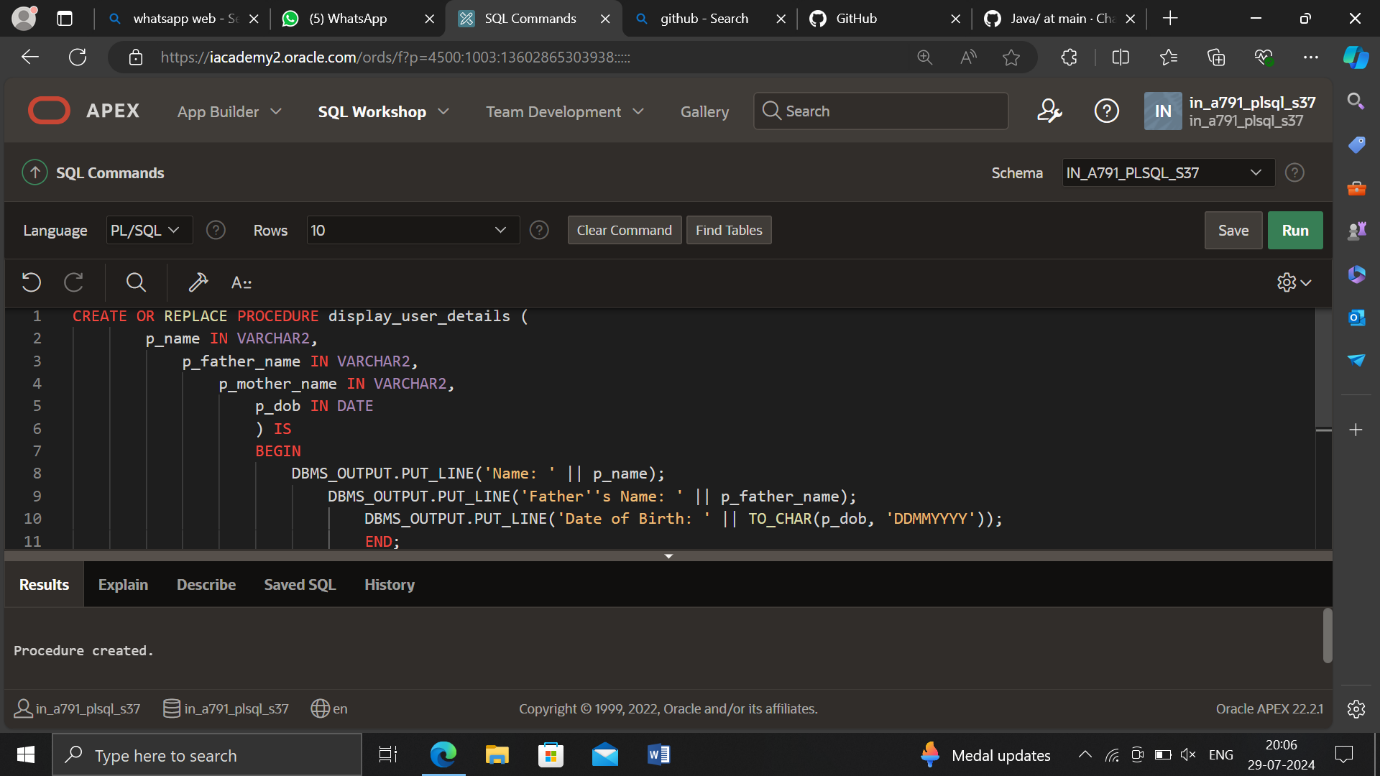 whatsapp web - Se
(5) WhatsApp
SQL Commands
github - Search
GitHub
Java/ at main · Cha
https://iacademy2.oracle.com/ords/f?p=4500:1003:13602865303938:::::
APEX
App Builder
SQL Workshop
Team Development
Gallery
Search
IN
in_a791_plsql_s37
in_a791_plsql_s37
SQL Commands
Schema
IN_A791_PLSQL_S37
Language
PL/SQL
Rows
10
Clear Command
Find Tables
Save
Run
A::
1 CREATE OR REPLACE PROCEDURE display_user_details (
2 p_name IN VARCHAR2,
3 p_father_name IN VARCHAR2,
4 p_mother_name IN VARCHAR2,
5 p_dob IN DATE
6 ) IS
7 BEGIN
8 DBMS_OUTPUT.PUT_LINE('Name: ' || p_name);
9 DBMS_OUTPUT.PUT_LINE('Father''s Name: ' || p_father_name);
10 DBMS_OUTPUT.PUT_LINE('Date of Birth: ' || TO_CHAR(p_dob, 'DDMMYYYY'));
11 END;
Results
Explain
Describe
Saved SQL
History
Procedure created.
in_a791_plsql_s37
in_a791_plsql_s37
en
Copyright © 1999, 2022, Oracle and/or its affiliates.
Oracle APEX 22.2.1
Type here to search
Medal updates
ENG
20:06
29-07-2024